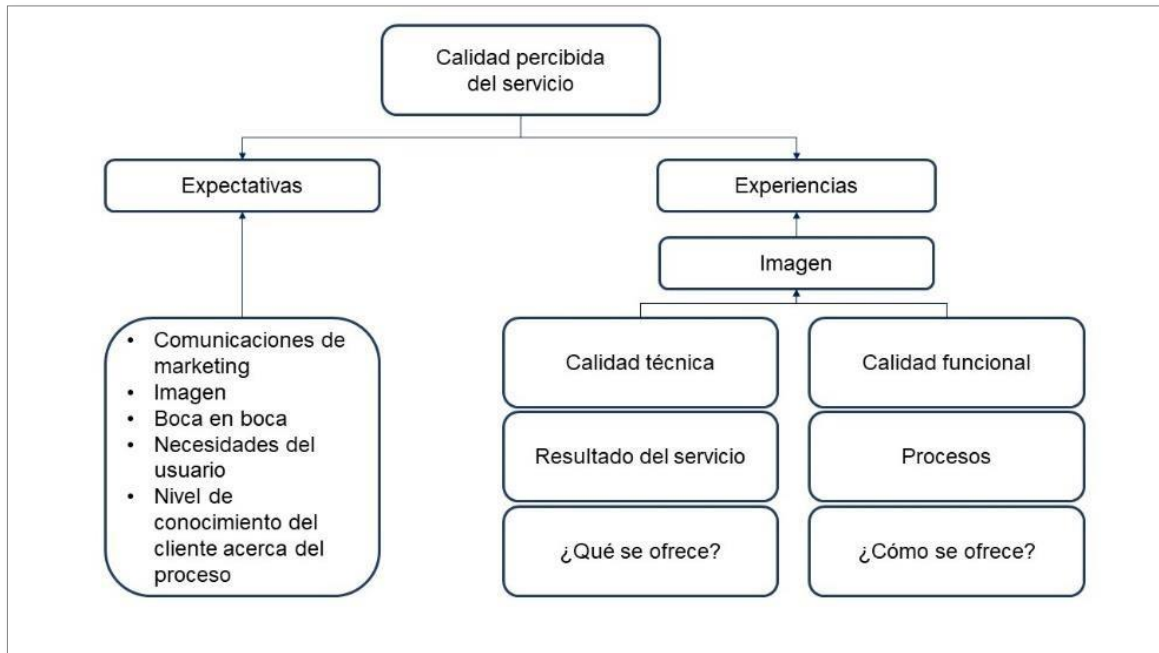 Calidad percibida
del servicio
Expectativas
Experiencias
Imagen
• Comunicaciones de
marketing
• Imagen
• Boca en boca
• Necesidades del
usuario
• Nivel de
conocimiento del
cliente acerca del
proceso
Calidad técnica
Calidad funcional
Resultado del servicio
Procesos
¿Qué se ofrece?
¿Cómo se ofrece?